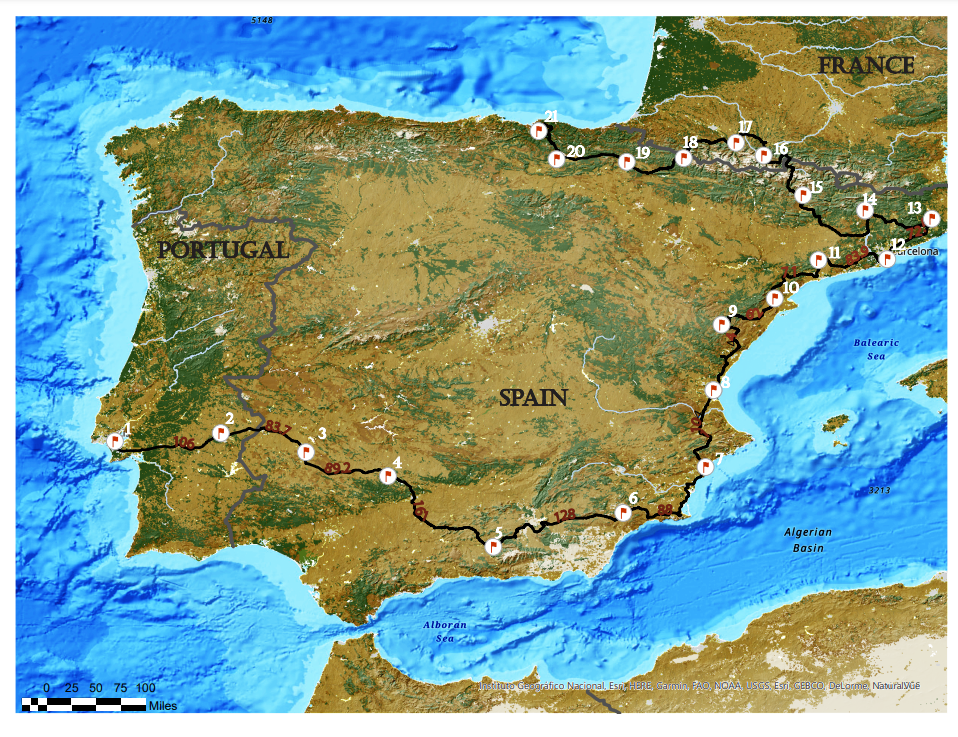 5148
FRANCE
21
17
20
19
18
16
15
14
13
PORTUGAL
12
Barcelona
11
10
9
Balearic
Sea
SPAIN
8
1
106
2
83.2
3
89.2
4
7
3213
6
88
128
5
Algerian
Basin
Alboran
Sea
0 25 50 75 100
Miles
Instituto Geográfico Nacional, Esri, HERE, Garmin, FAO, NOAA, USGS, Esri, GEBCO, DeLorme, NaturalVue